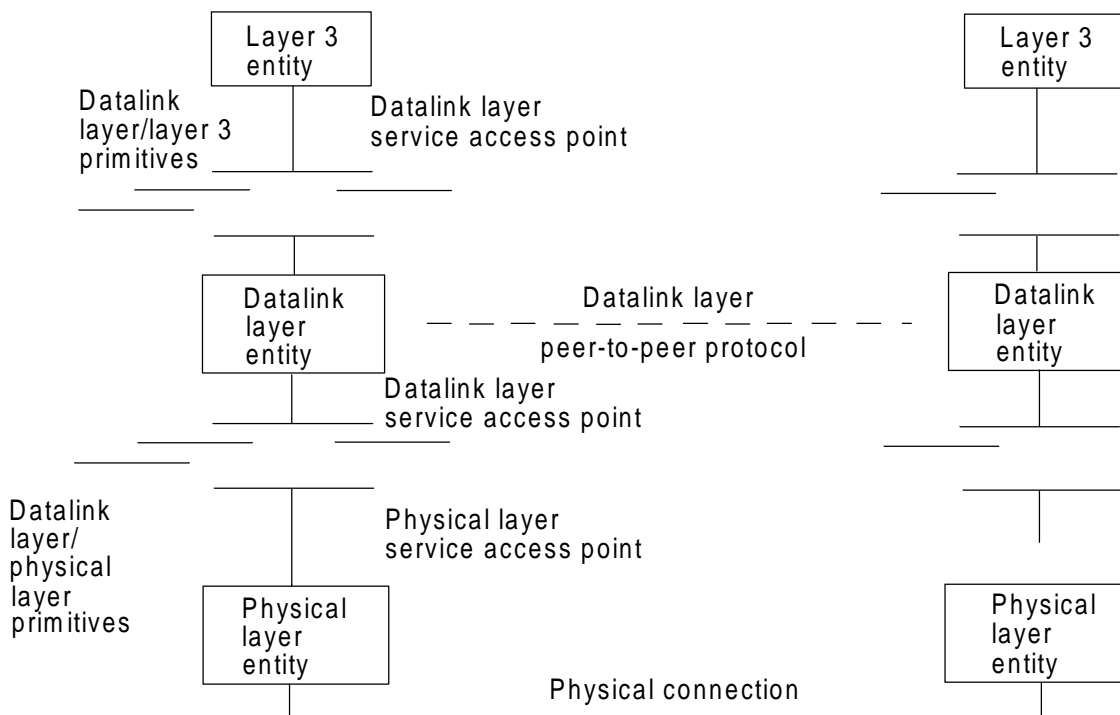 Layer 3
entity
Layer 3
entity
Datalink
layer/layer 3
primitives
Datalink layer
service access point
Datalink
layer
entity
Datalink layer
peer-to-peer protocol
Datalink
layer
entity
Datalink layer
service access point
Datalink
layer/
physical
layer
primitives
Physical layer
service access point
Physical
layer
entity
Physical connection
Physical
layer
entity